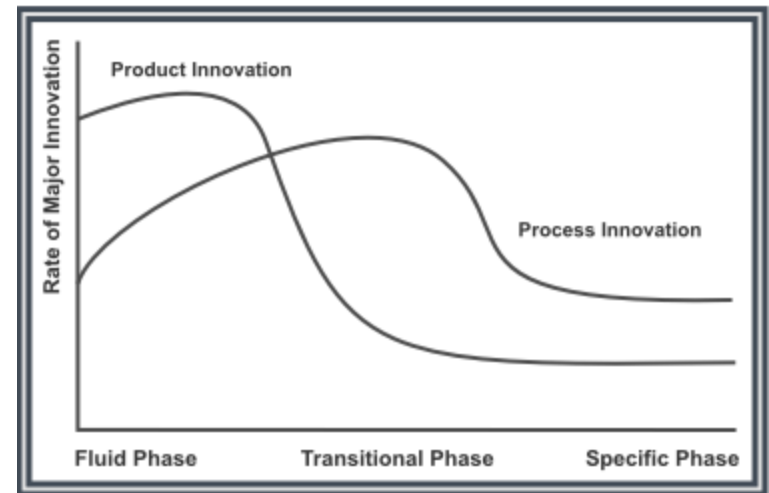 Product Innovation
Rate of Major Innovation
Process Innovation
Fluid Phase
Transitional Phase
Specific Phase